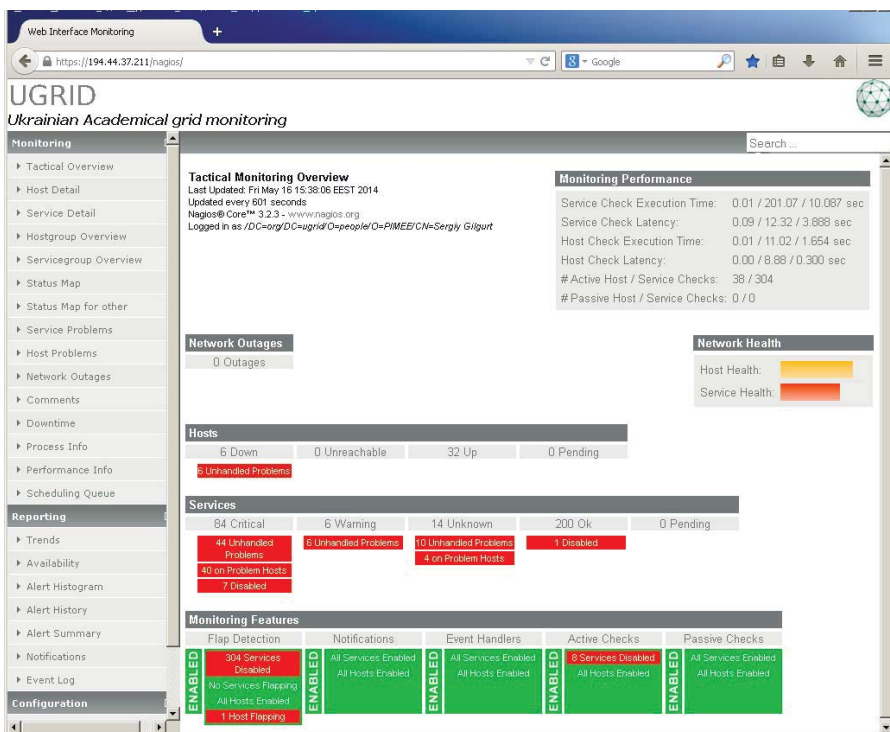 Web Interface Monitoring
https://194.44.37.211/nagios/
Google
UGRID
Ukrainian Academical grid monitoring
Monitoring
Tactical Overview
Host Detail
Service Detail
Hostgroup Overview
Servicegroup Overview
Status Map
Status Map for other
Service Problems
Host Problems
Network Outages
Comments
Downtime
Process Info
Performance Info
Scheduling Queue
Reporting
Trends
Availability
Alert Histogram
Alert History
Alert Summary
Notifications
Event Log
Configuration
Search ...
Tactical Monitoring Overview
Last Updated: Fri May 16 15:38:06 EEST 2014
Updated every 601 seconds
Nagios® Core™ 3.2.3 - www.nagios.org
Logged in as /DC=org/DC=ugrid/O=people/O=PIMEE/CN=Sergiy Gilgurt
Monitoring Performance
Service Check Execution Time: 0.01 / 201.07 / 10.087 sec
Service Check Latency: 0.09 / 12.32 / 3.888 sec
Host Check Execution Time: 0.01 / 11.02 / 1.654 sec
Host Check Latency: 0.00 / 8.88 / 0.300 sec
# Active Host / Service Checks: 38 / 304
# Passive Host / Service Checks: 0 / 0
Network Outages
0 Outages
Network Health
Host Health:
Service Health:
Hosts
6 Down 0 Unreachable 32 Up 0 Pending
6 Unhandled Problems
Services
84 Critical 6 Warning 14 Unknown 200 Ok 0 Pending
44 Unhandled Problems
40 on Problem Hosts
7 Disabled
6 Unhandled Problems
10 Unhandled Problems
4 on Problem Hosts
1 Disabled
Monitoring Features
Flap Detection Notifications Event Handlers Active Checks Passive Checks
ENABLED
304 Services Disabled
No Services Flapping
All Hosts Enabled
1 Host Flapping
ENABLED
All Services Enabled
All Hosts Enabled
ENABLED
All Services Enabled
All Hosts Enabled
ENABLED
8 Services Disabled
All Hosts Enabled
ENABLED
All Services Enabled
All Hosts Enabled